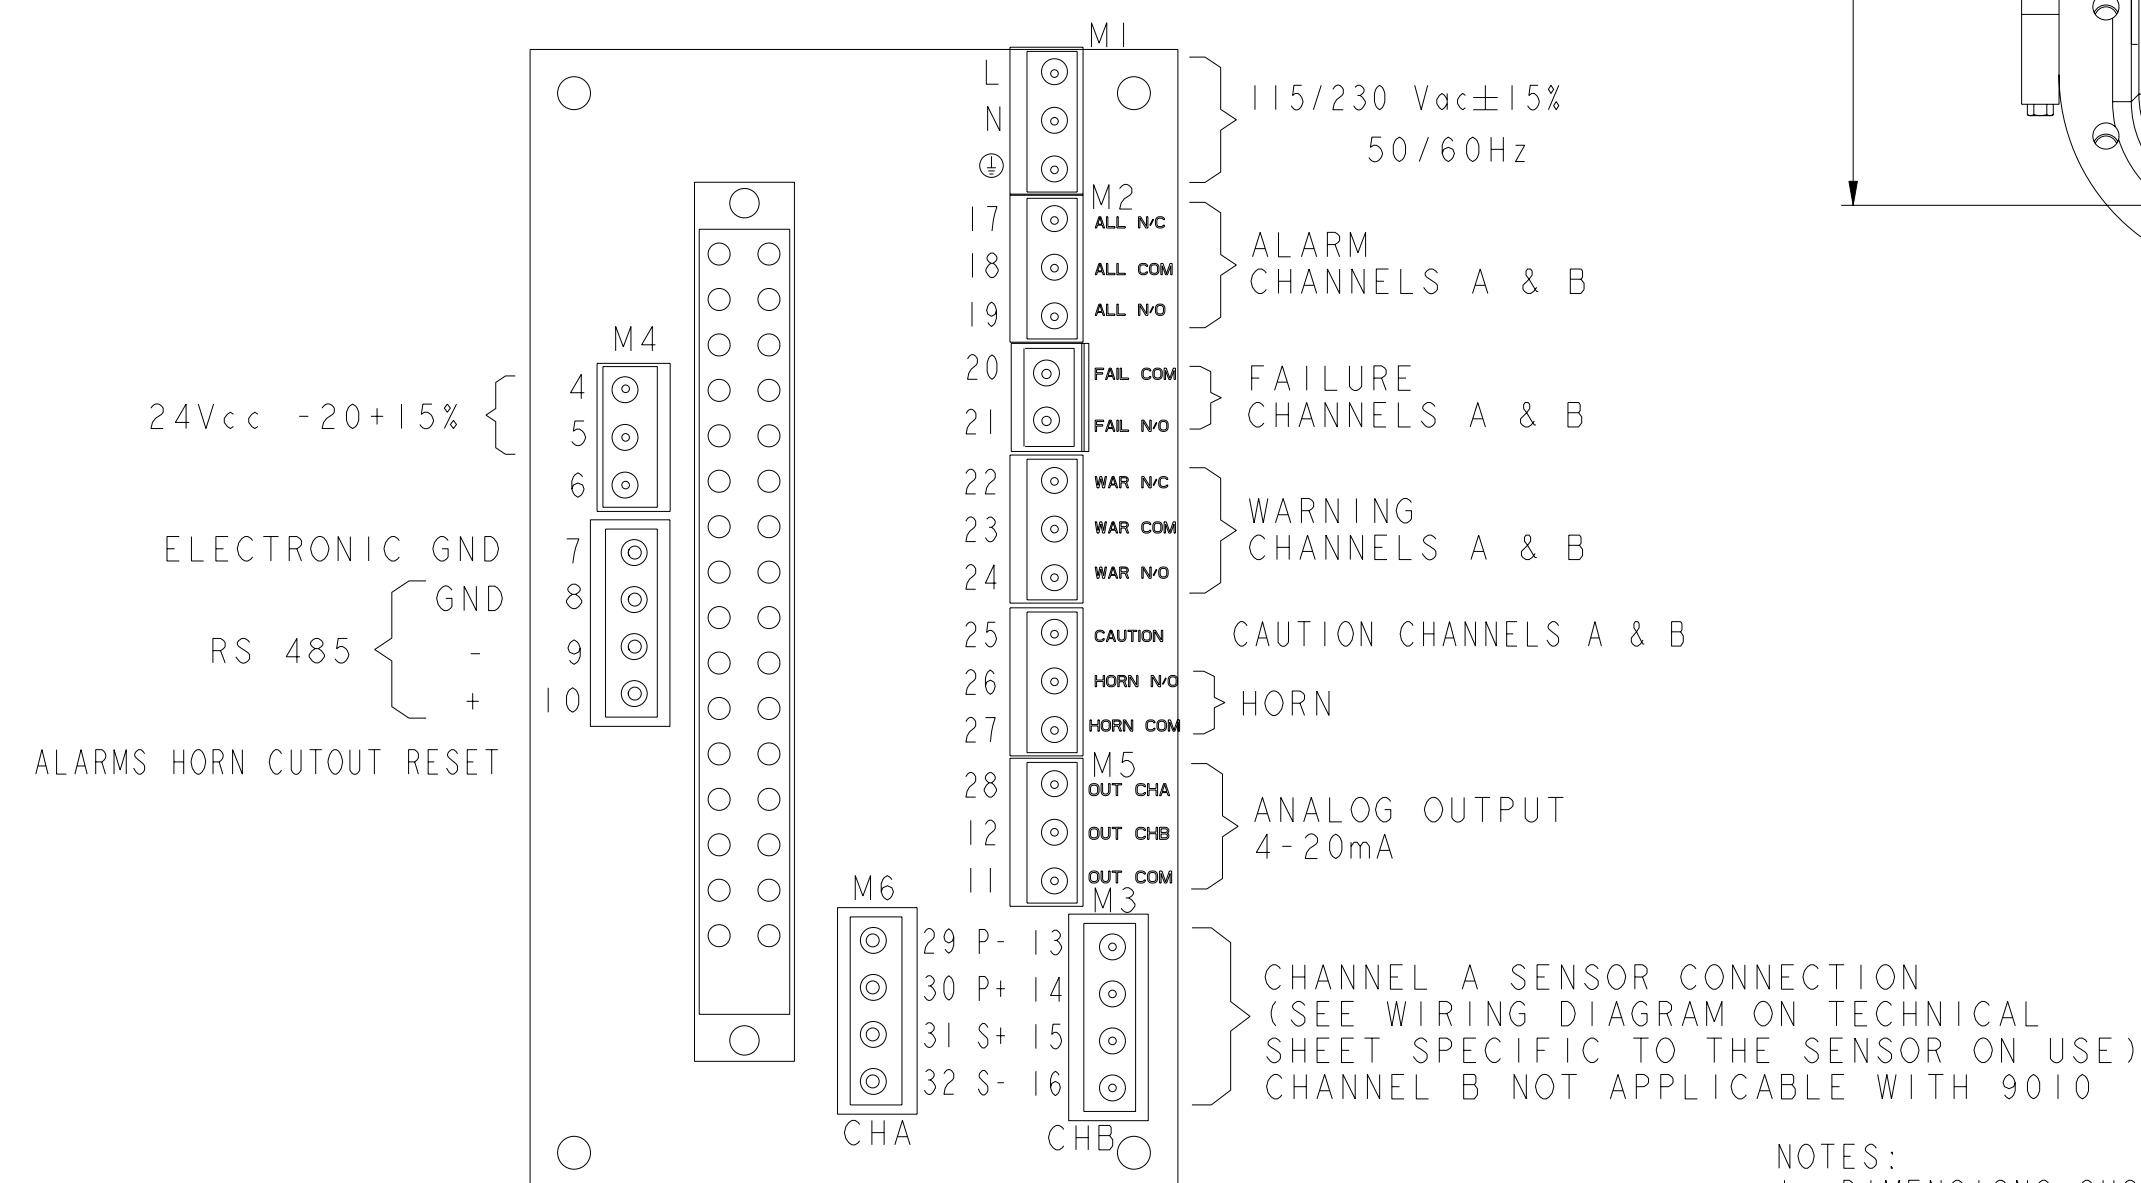 M1
L
N
115/230 Vac±15%
50/60Hz
M2
17 ALL N/C
18 ALL COM
19 ALL N/O
ALARM
CHANNELS A & B
20 FAIL COM
21 FAIL N/O
FAILURE
CHANNELS A & B
22 WAR N/C
23 WAR COM
24 WAR N/O
WARNING
CHANNELS A & B
25 CAUTION
CAUTION CHANNELS A & B
26 HORN N/O
27 HORN COM
HORN
M5
28 OUT CHA
12 OUT CHB
11 OUT COM
ANALOG OUTPUT
4-20mA
M4
24Vcc -20+15%
4
5
6
ELECTRONIC GND 7
GND 8
RS 485
- 9
+ 10
ALARMS HORN CUTOUT RESET
M6
M3
29 P- 13
30 P+ 14
31 S+ 15
32 S- 16
CHA
CHB
CHANNEL A SENSOR CONNECTION
(SEE WIRING DIAGRAM ON TECHNICAL
SHEET SPECIFIC TO THE SENSOR ON USE)
CHANNEL B NOT APPLICABLE WITH 9010
NOTES: